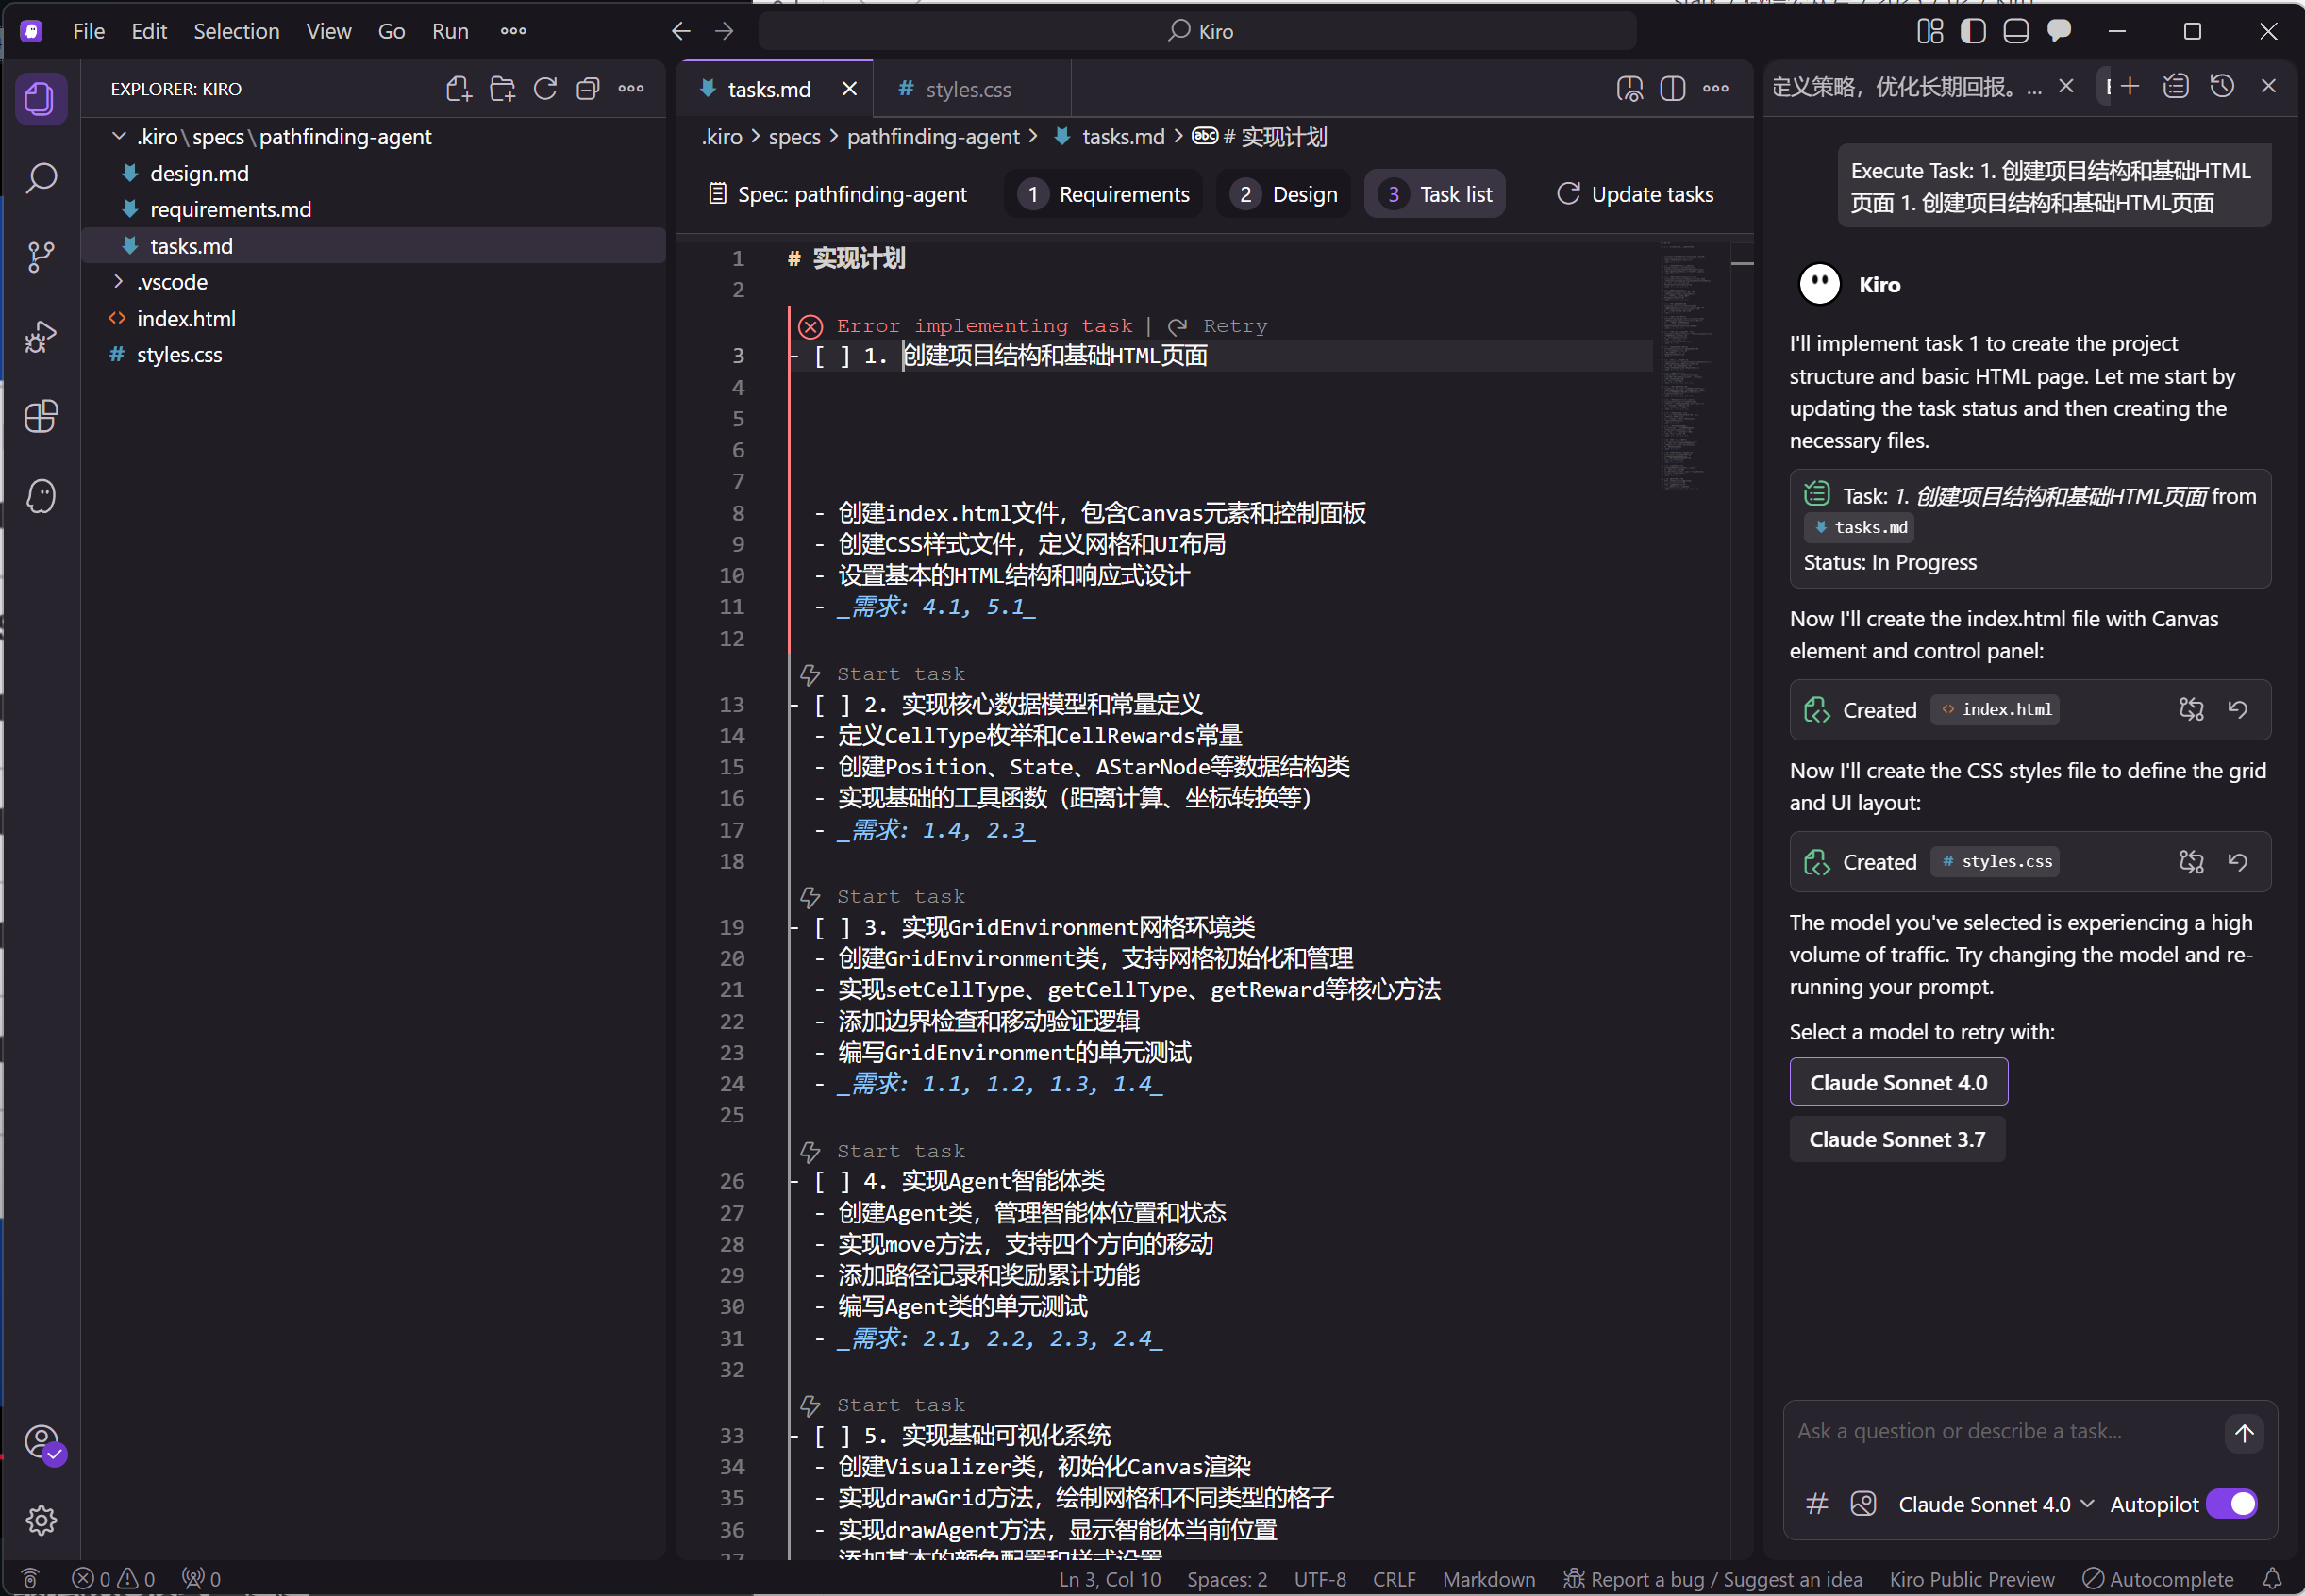 File Edit Selection View Go Run
Kiro
EXPLORER: KIRO
.kiro\specs\pathfinding-agent
design.md
requirements.md
tasks.md
.vscode
index.html
styles.css
tasks.md
# styles.css
.kiro > specs > pathfinding-agent > tasks.md > abc # 实现计划
Spec: pathfinding-agent 1 Requirements 2 Design 3 Task list Update tasks
1 # 实现计划
2
Error implementing task | Retry
3 - [ ] 1. 创建项目结构和基础HTML页面
4
5
6
7
8 - 创建index.html文件，包含Canvas元素和控制面板
9 - 创建CSS样式文件，定义网格和UI布局
10 - 设置基本的HTML结构和响应式设计
11 - _需求: 4.1, 5.1_
12
Start task
13 - [ ] 2. 实现核心数据模型和常量定义
14 - 定义CellType枚举和CellRewards常量
15 - 创建Position、State、AStarNode等数据结构类
16 - 实现基础的工具函数（距离计算、坐标转换等）
17 - _需求: 1.4, 2.3_
18
Start task
19 - [ ] 3. 实现GridEnvironment网格环境类
20 - 创建GridEnvironment类，支持网格初始化和管理
21 - 实现setCellType、getCellType、getReward等核心方法
22 - 添加边界检查和移动验证逻辑
23 - 编写GridEnvironment的单元测试
24 - _需求: 1.1, 1.2, 1.3, 1.4_
25
Start task
26 - [ ] 4. 实现Agent智能体类
27 - 创建Agent类，管理智能体位置和状态
28 - 实现move方法，支持四个方向的移动
29 - 添加路径记录和奖励累计功能
30 - 编写Agent类的单元测试
31 - _需求: 2.1, 2.2, 2.3, 2.4_
32
Start task
33 - [ ] 5. 实现基础可视化系统
34 - 创建Visualizer类，初始化Canvas渲染
35 - 实现drawGrid方法，绘制网格和不同类型的格子
36 - 实现drawAgent方法，显示智能体当前位置
定义策略，优化长期回报。...
Execute Task: 1. 创建项目结构和基础HTML
页面 1. 创建项目结构和基础HTML页面
Kiro
I'll implement task 1 to create the project
structure and basic HTML page. Let me start by
updating the task status and then creating the
necessary files.
Task: 1. 创建项目结构和基础HTML页面 from
tasks.md
Status: In Progress
Now I'll create the index.html file with Canvas
element and control panel:
Created index.html
Now I'll create the CSS styles file to define the grid
and UI layout:
Created # styles.css
The model you've selected is experiencing a high
volume of traffic. Try changing the model and re-
running your prompt.
Select a model to retry with:
Claude Sonnet 4.0
Claude Sonnet 3.7
Ask a question or describe a task...
Claude Sonnet 4.0 Autopilot
0 0 0 Ln 3, Col 10 Spaces: 2 UTF-8 CRLF Markdown Report a bug / Suggest an idea Kiro Public Preview Autocomplete